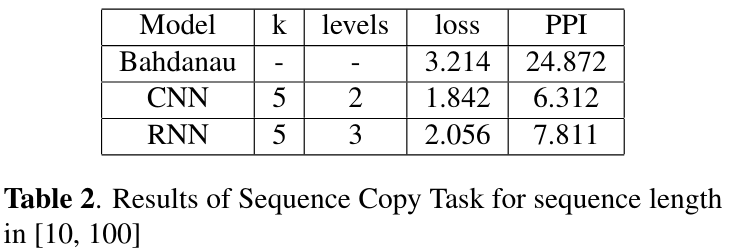 Model k levels loss PPI
Bahdanau - - 3.214 24.872
CNN 5 2 1.842 6.312
RNN 5 3 2.056 7.811
Table 2. Results of Sequence Copy Task for sequence length
in [10, 100]